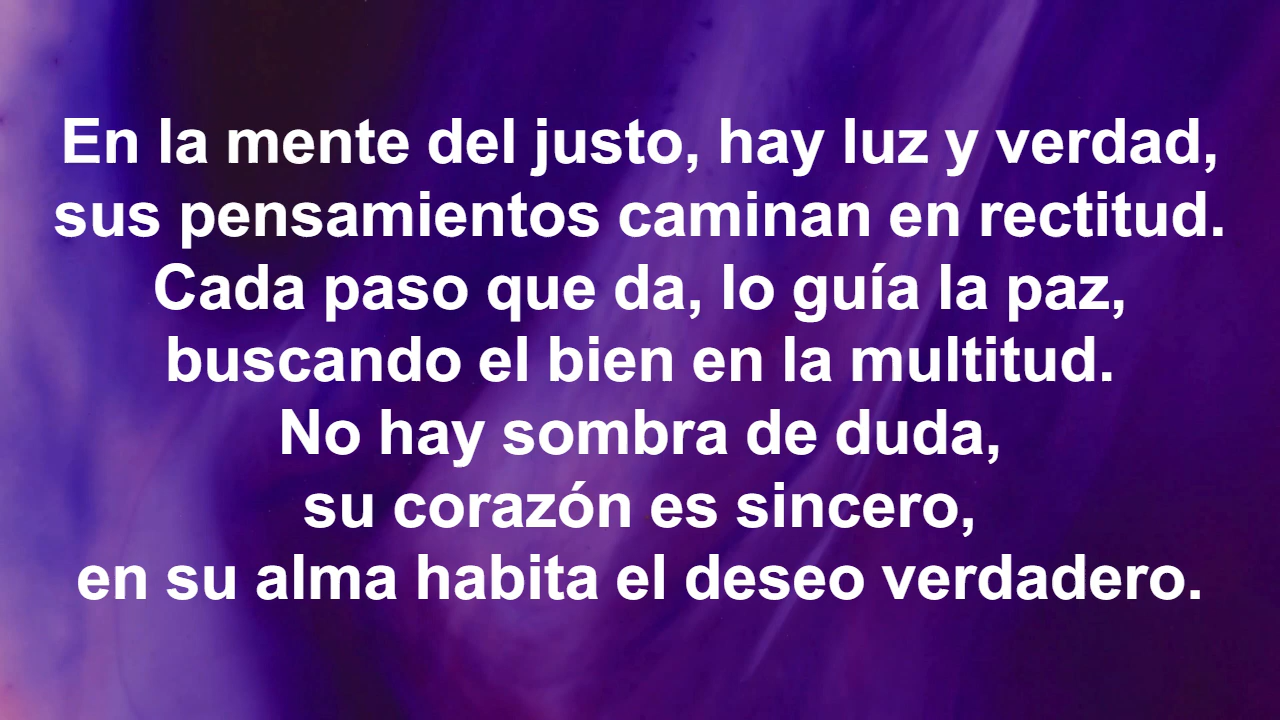 En la mente del justo, hay luz y verdad,
sus pensamientos caminan en rectitud.
Cada paso que da, lo guía la paz,
buscando el bien en la multitud.
No hay sombra de duda,
su corazón es sincero,
en su alma habita el deseo verdadero.